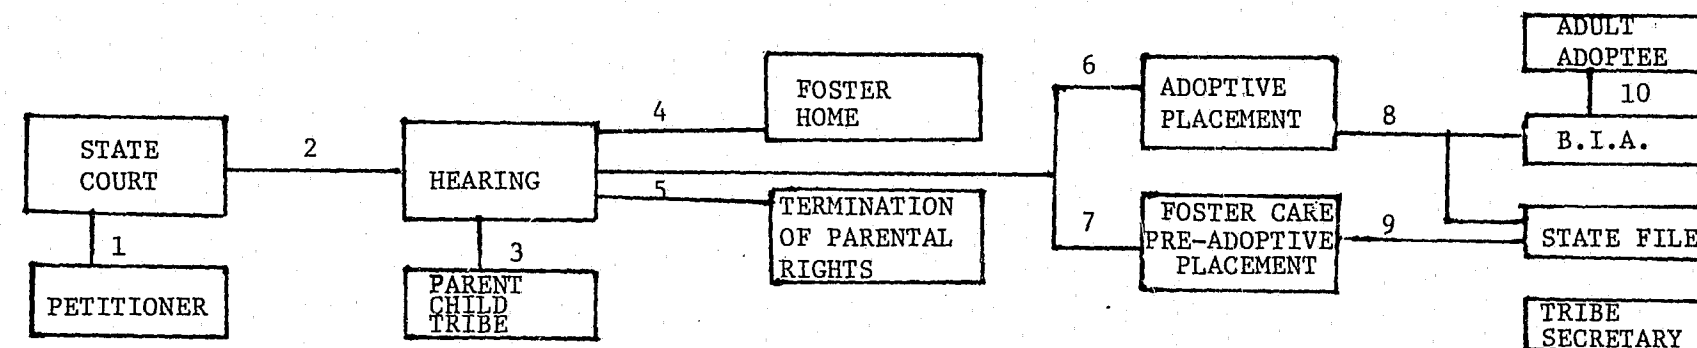 STATE
COURT
1
PETITIONER
2
HEARING
3
PARENT
CHILD
TRIBE
4
FOSTER
HOME
5
TERMINATION
OF PARENTAL
RIGHTS
6
ADOPTIVE
PLACEMENT
7
FOSTER CARE
PRE-ADOPTIVE
PLACEMENT
8
9
ADULT
ADOPTEE
10
B.I.A.
STATE FILE
TRIBE
SECRETARY